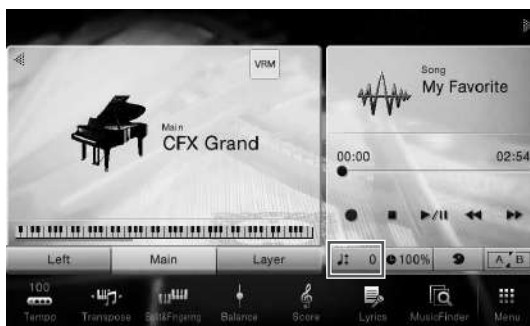 VRM
Main
CFX Grand
Song
My Favorite
00:00
02:54
Left
Main
Layer
0
100%
A B
100
Tempo
Transpose
Split&Fingering
Balance
Score
Lyrics
MusicFinder
Menu